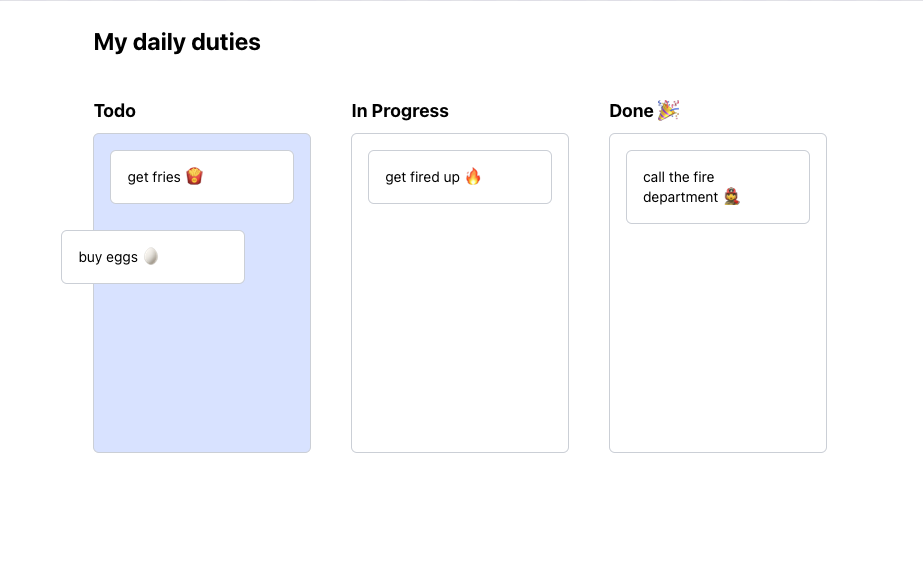 My daily duties
Todo
get fries 🍟
buy eggs 🥚
In Progress
get fired up 🔥
Done 🎉
call the fire
department 👩‍🚒